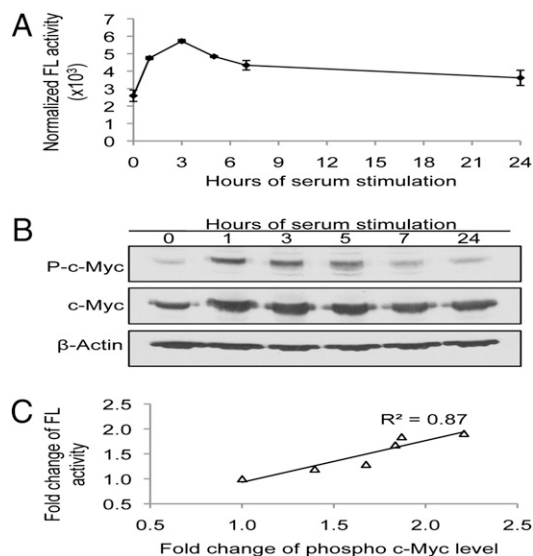 A
Normalized FL activity
(x10³)
7
6
5
4
3
2
1
0
0 3 6 9 12 15 18 21 24
Hours of serum stimulation
B
Hours of serum stimulation
0 1 3 5 7 24
P-c-Myc
c-Myc
β-Actin
C
Fold change of FL
activity
2.5
2.0
1.5
1.0
0.5
R² = 0.87
0.5 1.0 1.5 2.0 2.5
Fold change of phospho c-Myc level